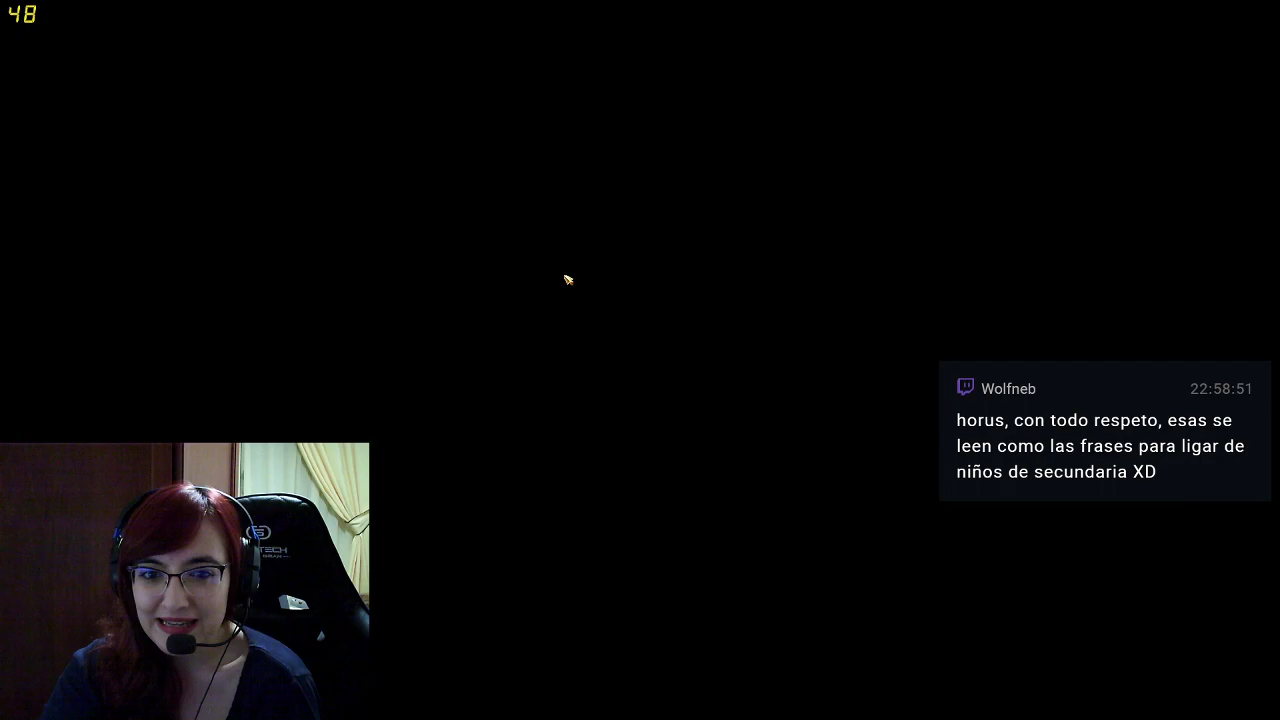 48
Wolfneb 22:58:51
horus, con todo respeto, esas se
leen como las frases para ligar de
niños de secundaria XD
TECH